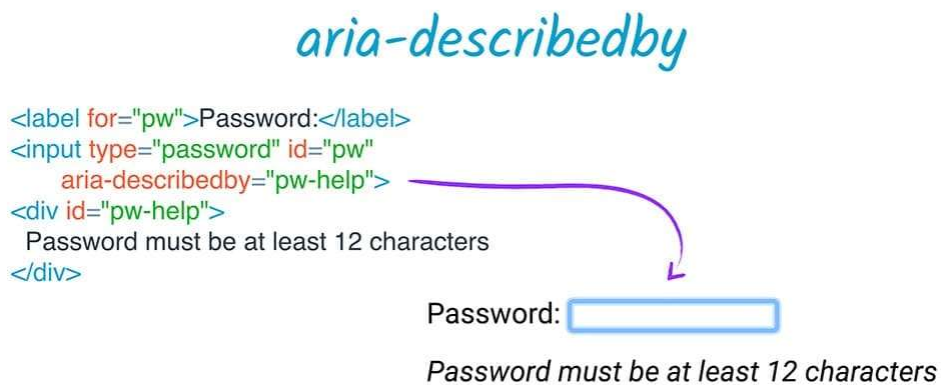 aria-describedby
<label for="pw">Password:</label>
<input type="password" id="pw"
aria-describedby="pw-help">
<div id="pw-help">
Password must be at least 12 characters
</div>
Password:
Password must be at least 12 characters